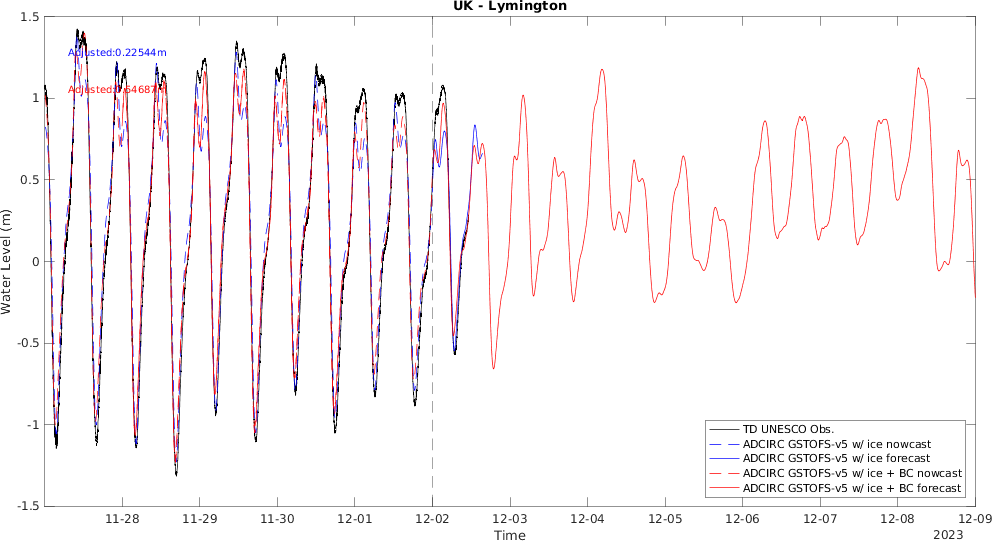 UK - Lymington
1.5
1
0.5
0
-0.5
-1
-1.5
Water Level (m)
Adjusted:0.22544m
11-28
11-29
11-30
12-01
12-02
12-03
12-04
12-05
12-06
12-07
12-08
12-09
Time
2023
TD UNESCO Obs.
ADCIRC GSTOFS-v5 w/ ice nowcast
ADCIRC GSTOFS-v5 w/ ice forecast
ADCIRC GSTOFS-v5 w/ ice + BC nowcast
ADCIRC GSTOFS-v5 w/ ice + BC forecast